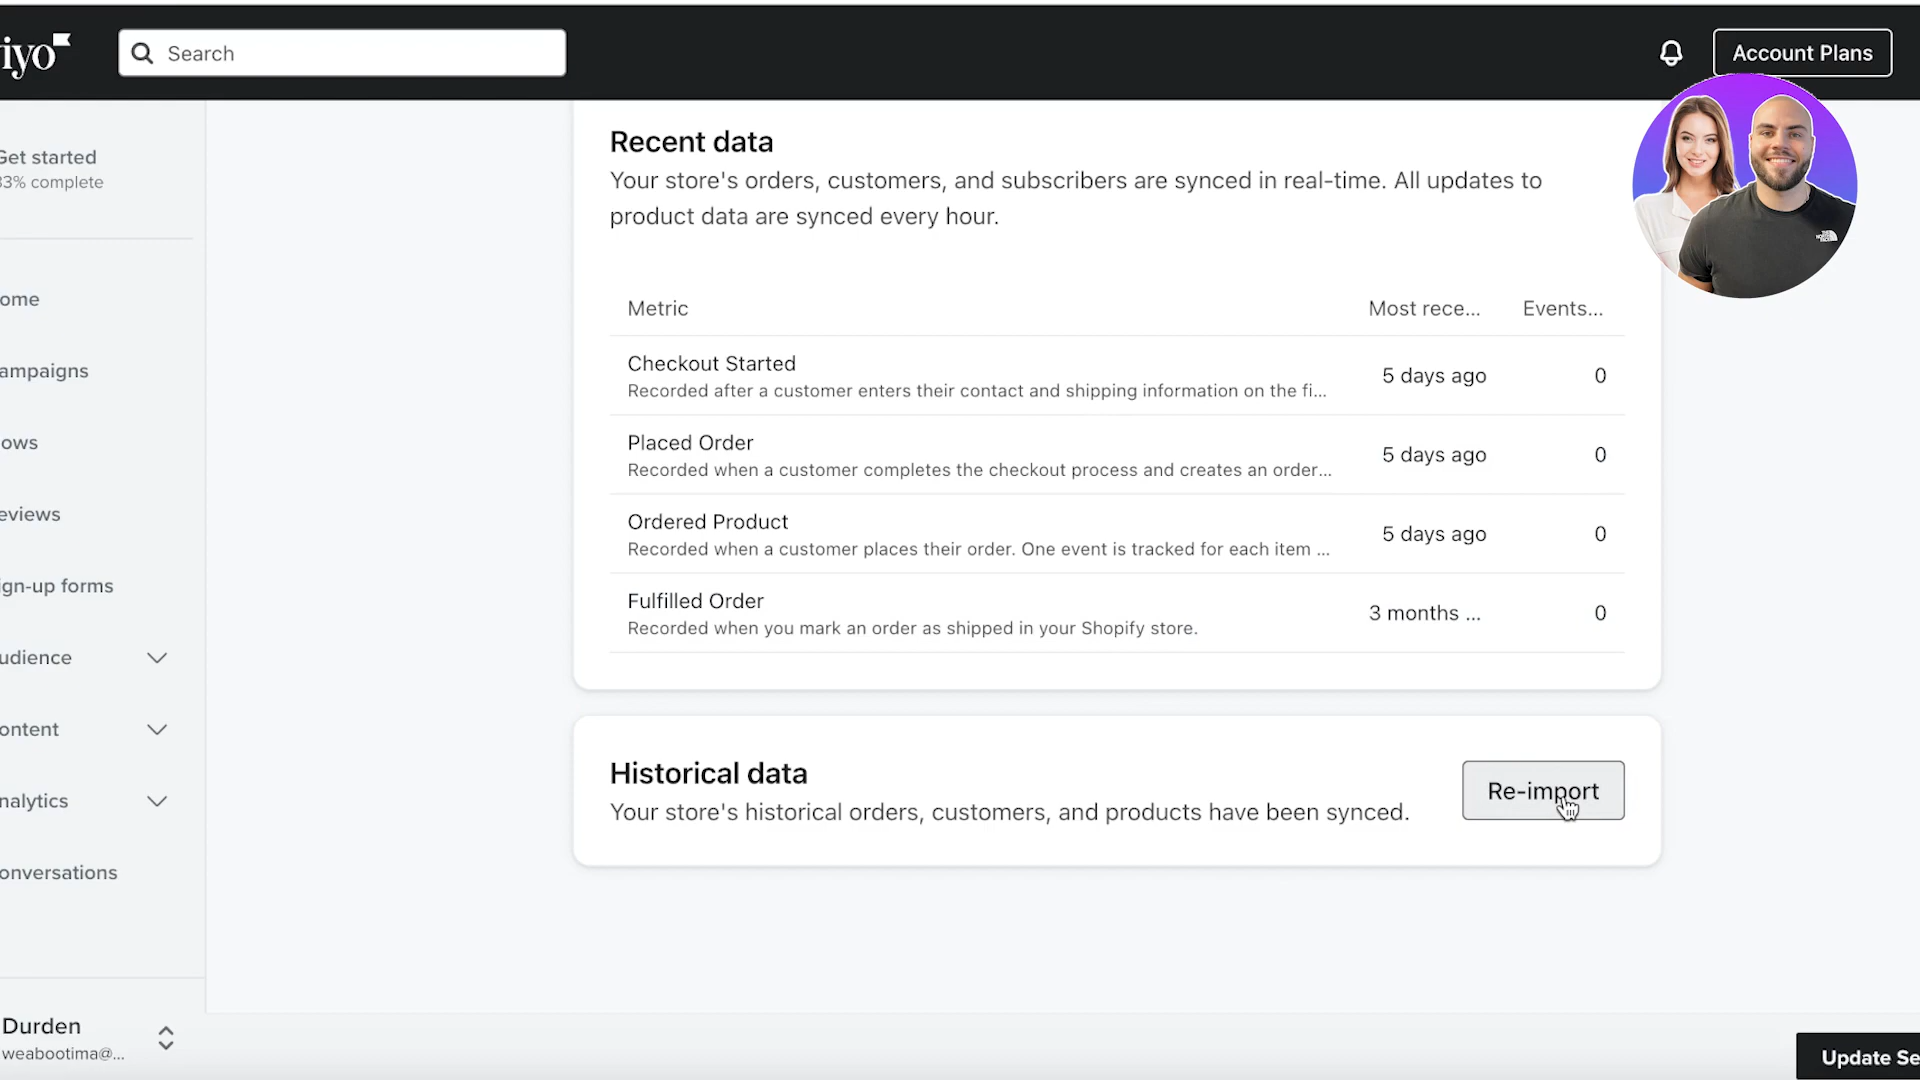 iyo
Search
Account Plans
Get started
33% complete
Recent data
Your store's orders, customers, and subscribers are synced in real-time. All updates to
product data are synced every hour.
Metric
Most rece...
Events...
Checkout Started
Recorded after a customer enters their contact and shipping information on the fi...
5 days ago
0
Placed Order
Recorded when a customer completes the checkout process and creates an order...
5 days ago
0
Ordered Product
Recorded when a customer places their order. One event is tracked for each item ...
5 days ago
0
Fulfilled Order
Recorded when you mark an order as shipped in your Shopify store.
3 months ...
0
Historical data
Your store's historical orders, customers, and products have been synced.
Re-import
ome
ampaigns
ows
eviews
ign-up forms
udience
ontent
nalytics
onversations
Durden
weabootima@...
Update Se
THE NORTH FACE